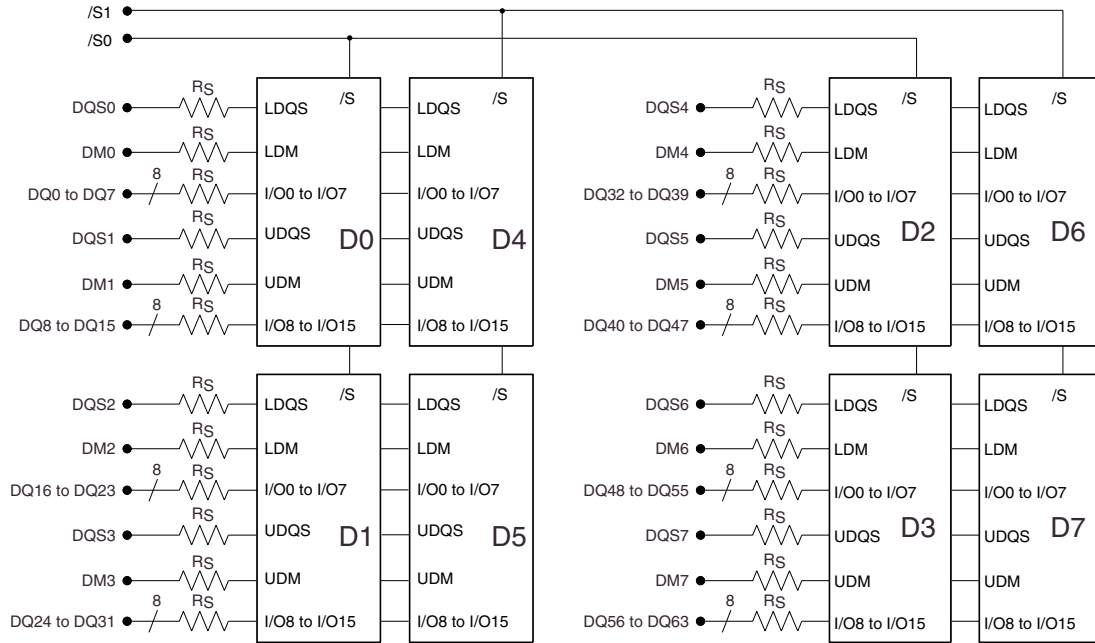 /S1
/S0
RS /S /S RS /S /S
DQS0 LDQS LDQS DQS4 LDQS LDQS
RS RS
DM0 LDM LDM DM4 LDM LDM
8 RS 8 RS
DQ0 to DQ7 I/O0 to I/O7 I/O0 to I/O7 DQ32 to DQ39 I/O0 to I/O7 I/O0 to I/O7
RS RS
DQS1 UDQS D0 UDQS D4 DQS5 UDQS D2 UDQS D6
RS RS
DM1 UDM UDM DM5 UDM UDM
8 RS 8 RS
DQ8 to DQ15 I/O8 to I/O15 I/O8 to I/O15 DQ40 to DQ47 I/O8 to I/O15 I/O8 to I/O15
RS /S /S RS /S /S
DQS2 LDQS LDQS DQS6 LDQS LDQS
RS RS
DM2 LDM LDM DM6 LDM LDM
8 RS 8 RS
DQ16 to DQ23 I/O0 to I/O7 I/O0 to I/O7 DQ48 to DQ55 I/O0 to I/O7 I/O0 to I/O7
RS RS
DQS3 UDQS D1 UDQS D5 DQS7 UDQS D3 UDQS D7
RS RS
DM3 UDM UDM DM7 UDM UDM
8 RS 8 RS
DQ24 to DQ31 I/O8 to I/O15 I/O8 to I/O15 DQ56 to DQ63 I/O8 to I/O15 I/O8 to I/O15